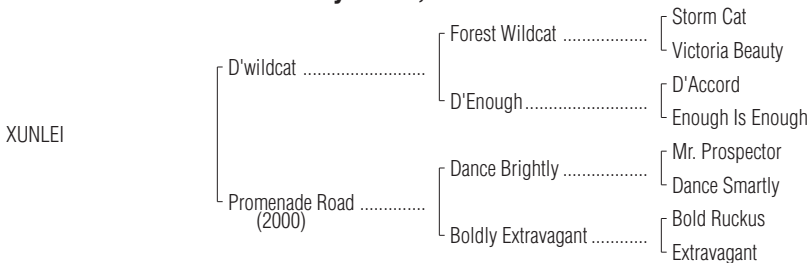 Storm Cat
Forest Wildcat ....................
Victoria Beauty
D'wildcat ..........................
D'Accord
D'Enough..........................
Enough Is Enough
XUNLEI
Mr. Prospector
Dance Brightly ..................
Dance Smartly
Promenade Road ..............
(2000)
Bold Ruckus
Boldly Extravagant ............
Extravagant